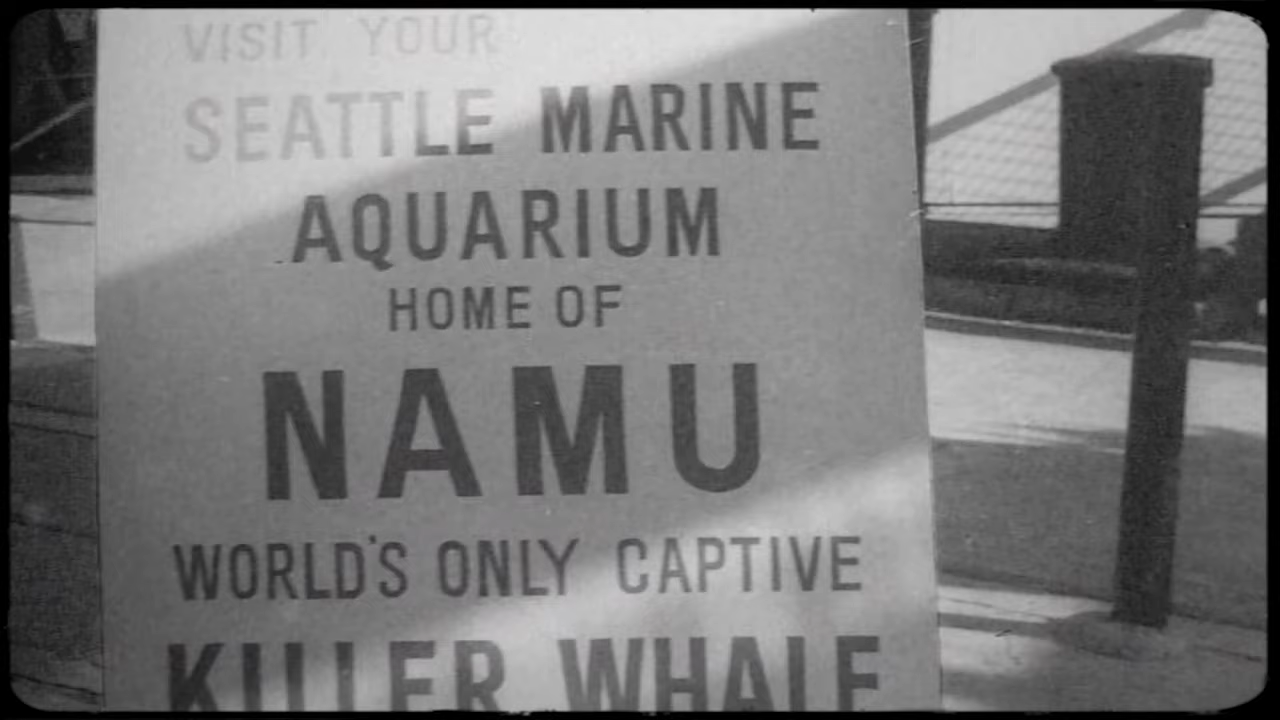 VISIT YOUR
SEATTLE MARINE
AQUARIUM
HOME OF
NAMU
WORLD'S ONLY CAPTIVE
KILLER WHALE